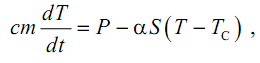 cm dT/dt = P − αS(T − T_C) ,